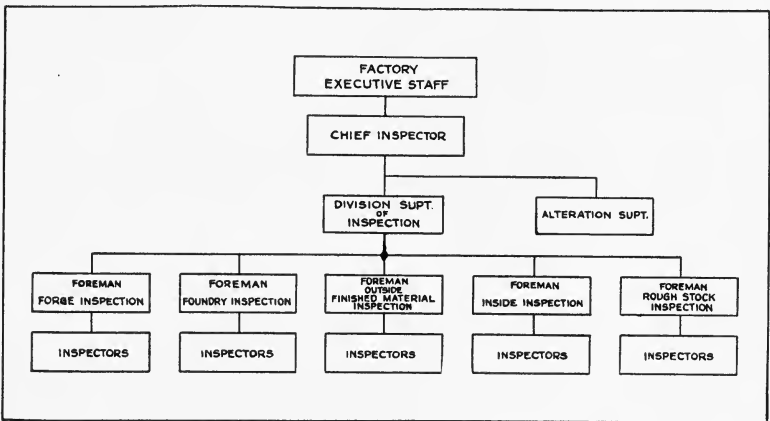 FACTORY
EXECUTIVE STAFF
CHIEF INSPECTOR
DIVISION SUPT.
OF
INSPECTION
ALTERATION SUPT.
FOREMAN
FORGE INSPECTION
FOREMAN
FOUNDRY INSPECTION
FOREMAN
OUTSIDE
FINISHED MATERIAL
INSPECTION
FOREMAN
INSIDE INSPECTION
FOREMAN
ROUGH STOCK
INSPECTION
INSPECTORS
INSPECTORS
INSPECTORS
INSPECTORS
INSPECTORS